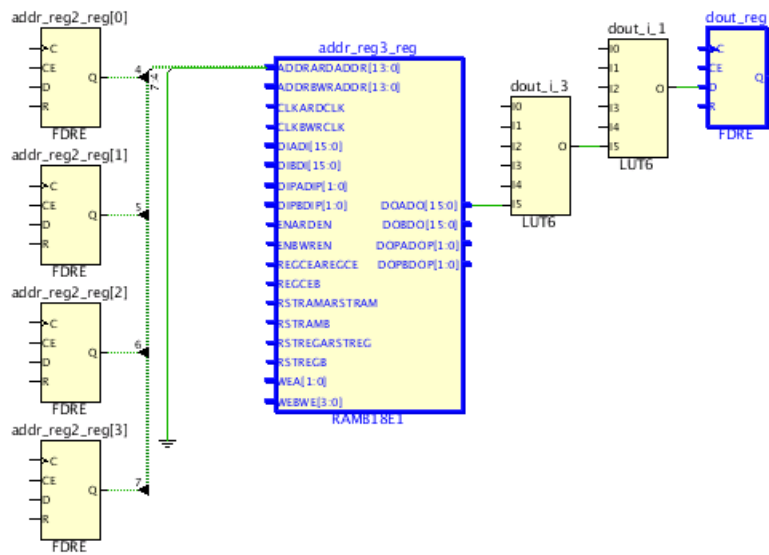 addr_reg2_reg[0]
C
CE
D
R
Q
FDRE
4
7:4
addr_reg2_reg[1]
C
CE
D
R
Q
FDRE
5
addr_reg2_reg[2]
C
CE
D
R
Q
FDRE
6
addr_reg2_reg[3]
C
CE
D
R
Q
FDRE
7
addr_reg3_reg
ADDRARDADDR[13:0]
ADDRBWRADDR[13:0]
CLKARDCLK
CLKBWRCLK
DIADI[15:0]
DIBDI[15:0]
DIPADIP[1:0]
DIPBDIP[1:0]
ENARDEN
ENBWREN
REGCEAREGCE
REGCEB
RSTRAMARSTRAM
RSTRAMB
RSTREGARSTREG
RSTREGB
WEA[1:0]
WEBWE[3:0]
DOADO[15:0]
DOBDO[15:0]
DOPADOP[1:0]
DOPBDOP[1:0]
RAMB18E1
dout_i_3
I0
I1
I2
I3
I4
I5
O
LUT6
dout_i_1
I0
I1
I2
I3
I4
I5
O
LUT6
dout_reg
C
CE
D
R
Q
FDRE